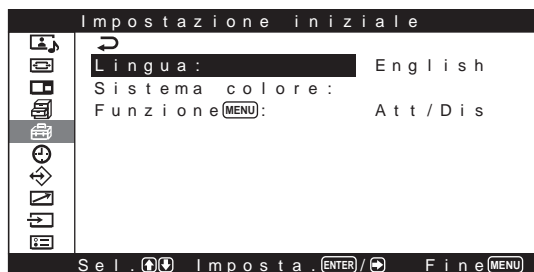 Impostazione iniziale
Lingua: English
Sistema colore:
Funzione MENU: Att/Dis
Sel. Imposta. ENTER/ Fine MENU